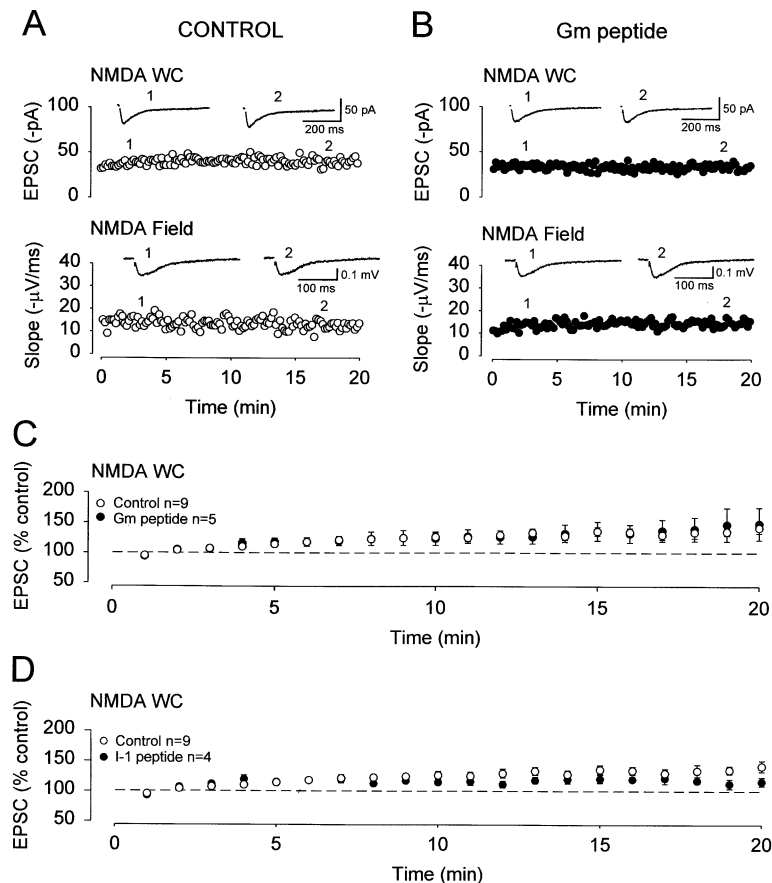 A
CONTROL
NMDA WC
100
50
0
EPSC (-pA)
1
2
50 pA
200 ms
1
2
NMDA Field
40
30
20
10
0
Slope (-μV/ms)
1
2
0.1 mV
100 ms
1
2
0
5
10
15
20
Time (min)
B
Gm peptide
NMDA WC
100
50
0
EPSC (-pA)
1
2
50 pA
200 ms
1
2
NMDA Field
40
30
20
10
0
Slope (-μV/ms)
1
2
0.1 mV
100 ms
1
2
0
5
10
15
20
Time (min)
C
NMDA WC
200
150
100
50
EPSC (% control)
Control n=9
Gm peptide n=5
0
5
10
15
20
Time (min)
D
NMDA WC
200
150
100
50
EPSC (% control)
Control n=9
I-1 peptide n=4
0
5
10
15
20
Time (min)